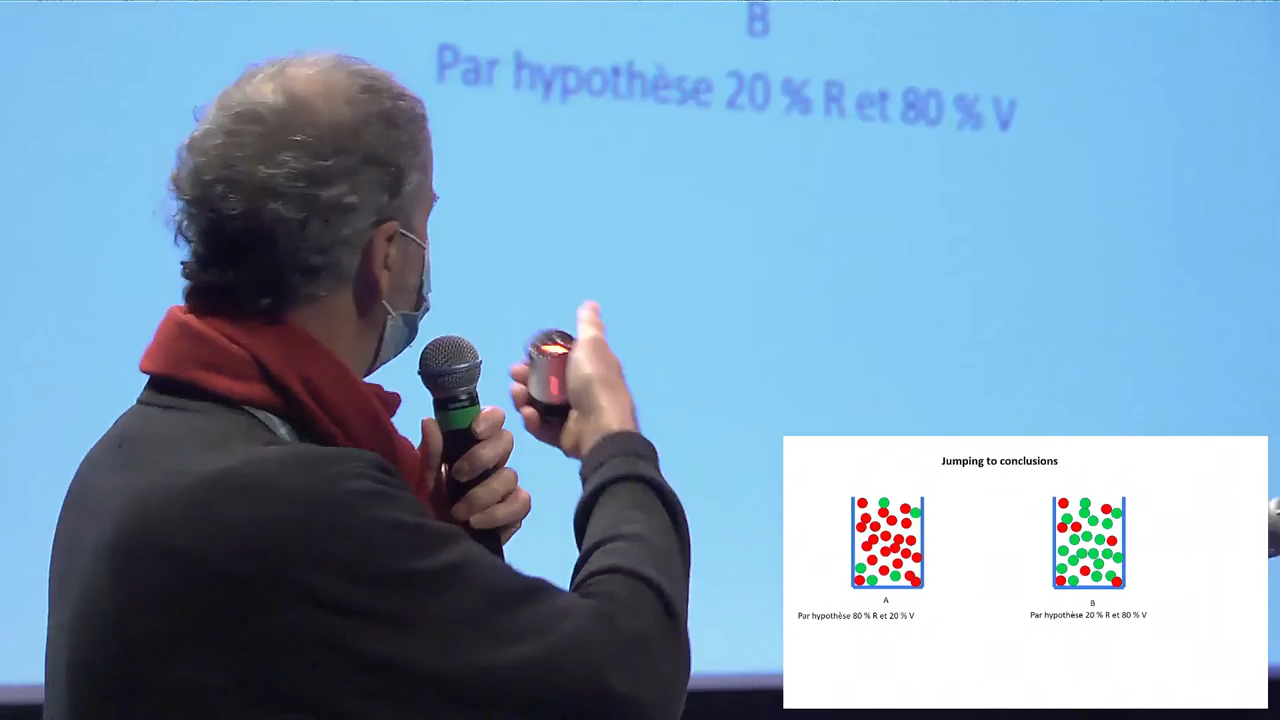 B
Par hypothèse 20 % R et 80 % V
Jumping to conclusions
A
Par hypothèse 80 % R et 20 % V
B
Par hypothèse 20 % R et 80 % V